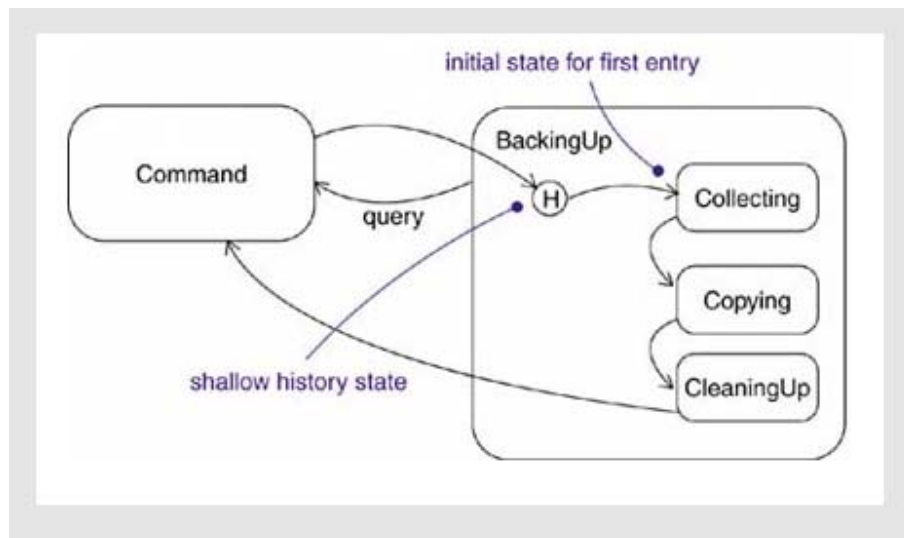 initial state for first entry
BackingUp
Command
H
Collecting
query
Copying
shallow history state
CleaningUp